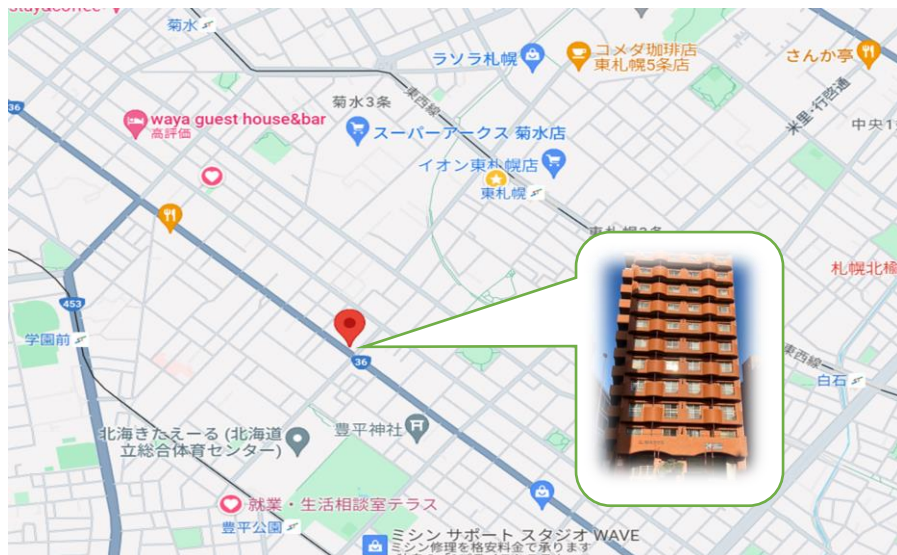 菊水
ラソラ札幌
コメダ珈琲店
東札幌5条店
さんか亭
菊水3条
東西線
米里・行啓通
36
waya guest house&bar
高評価
スーパーアークス 菊水店
イオン東札幌店
東札幌
453
学園前
36
札幌北
東西線
白石
北海きたえーる (北海道
立総合体育センター)
豊平神社
就業・生活相談室テラス
豊平公園
ミシン サポート スタジオ WAVE
ミシン修理を格安料金で承ります